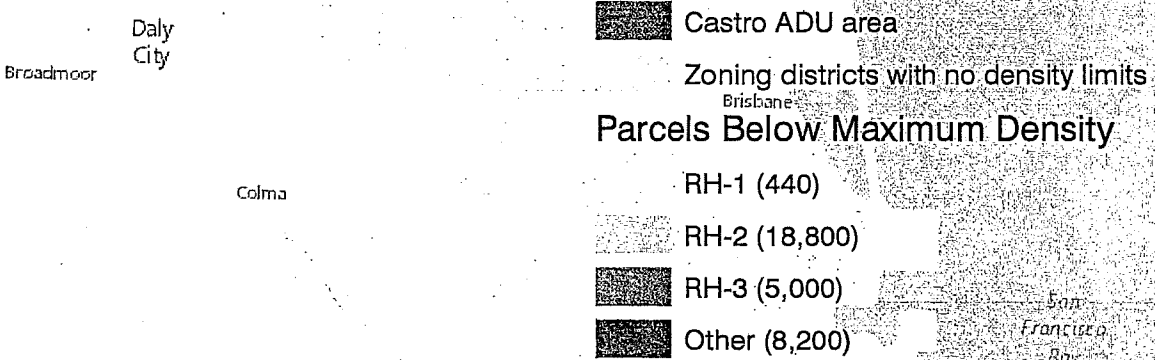 Daly
City
Broadmoor
Colma
Castro ADU area
Zoning districts with no density limits
Brisbane
Parcels Below Maximum Density
RH-1 (440)
RH-2 (18,800)
RH-3 (5,000)
Other (8,200)
San
Francisco